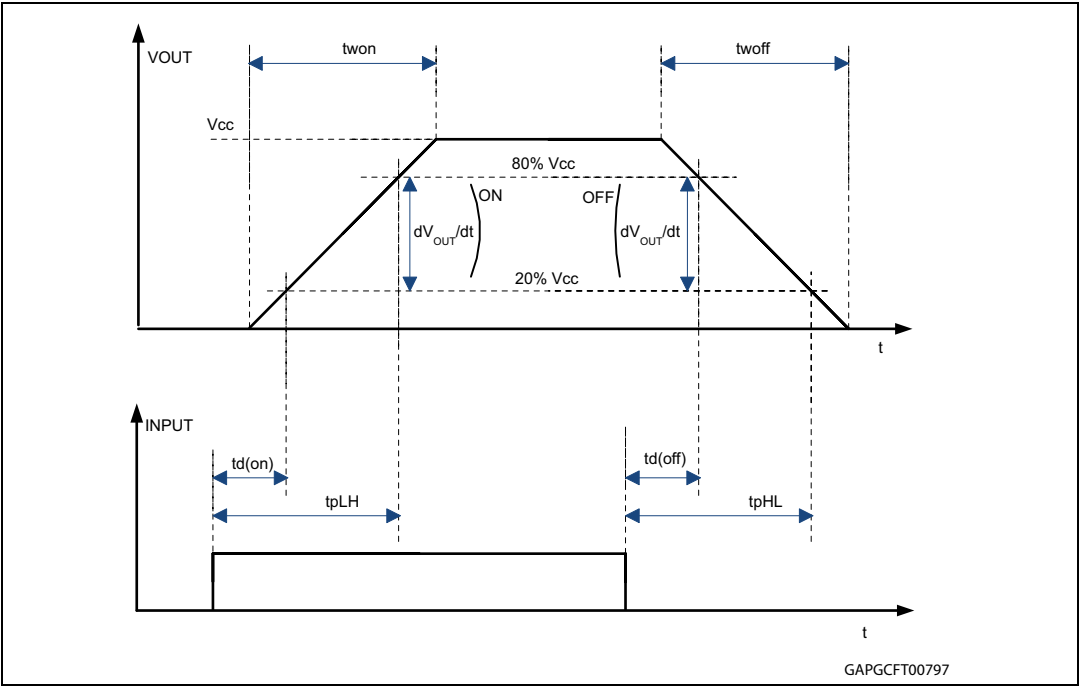 VOUT
twon
twoff
Vcc
80% Vcc
ON
OFF
dVOUT/dt
dVOUT/dt
20% Vcc
t
INPUT
td(on)
td(off)
tpLH
tpHL
t
GAPGCFT00797